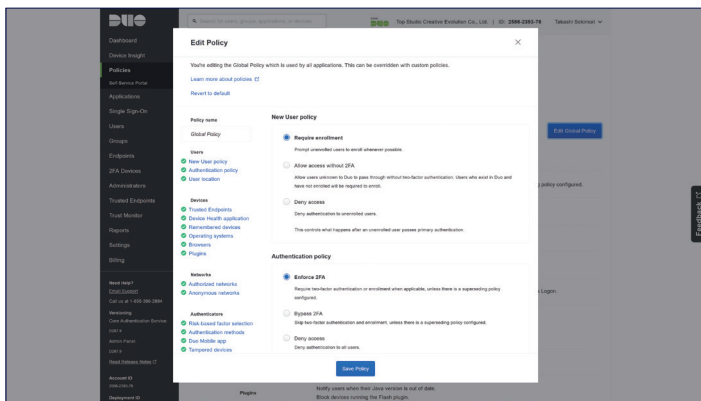 DUO
Search for users, groups, applications, or devices
DUO
Top Studio Creative Evolution Co., Ltd. | ID: 2586-2393-76
Takashi Sekimori
Dashboard
Device Insight
Policies
Self Service Portal
Applications
Single Sign-On
Users
Groups
Endpoints
2FA Devices
Administrators
Trusted Endpoints
Trust Monitor
Reports
Settings
Billing
Need Help?
Email Support
Versioning
Core Authentication Service
Admin Panel
Read Release Notes
Account ID
Deployment ID
Edit Policy
You're editing the Global Policy which is used by all applications. This can be overridden with custom policies.
Learn more about policies
Revert to default
Policy name
Global Policy
Users
New User policy
Authentication policy
User location
Devices
Trusted Endpoints
Device Health application
Remembered devices
Operating systems
Browsers
Plugins
Networks
Authorized networks
Anonymous networks
Authenticators
Risk-based factor selection
Authentication methods
Duo Mobile app
Tampered devices
New User policy
Require enrollment
Prompt unenrolled users to enroll whenever possible.
Allow access without 2FA
Allow users unknown to Duo to pass through without two-factor authentication. Users who exist in Duo and
have not enrolled will be required to enroll.
Deny access
Deny authentication to unenrolled users.
This controls what happens after an unenrolled user passes primary authentication.
Authentication policy
Enforce 2FA
Require two-factor authentication or enrollment when applicable, unless there is a superseding policy
configured.
Bypass 2FA
Skip two-factor authentication and enrollment, unless there is a superseding policy configured.
Deny access
Deny authentication to all users.
Save Policy
Edit Global Policy
policy configured.
Logon.
Feedback
Plugins
Notify users when their Java version is out of date.
Block devices running the Flash plugin.